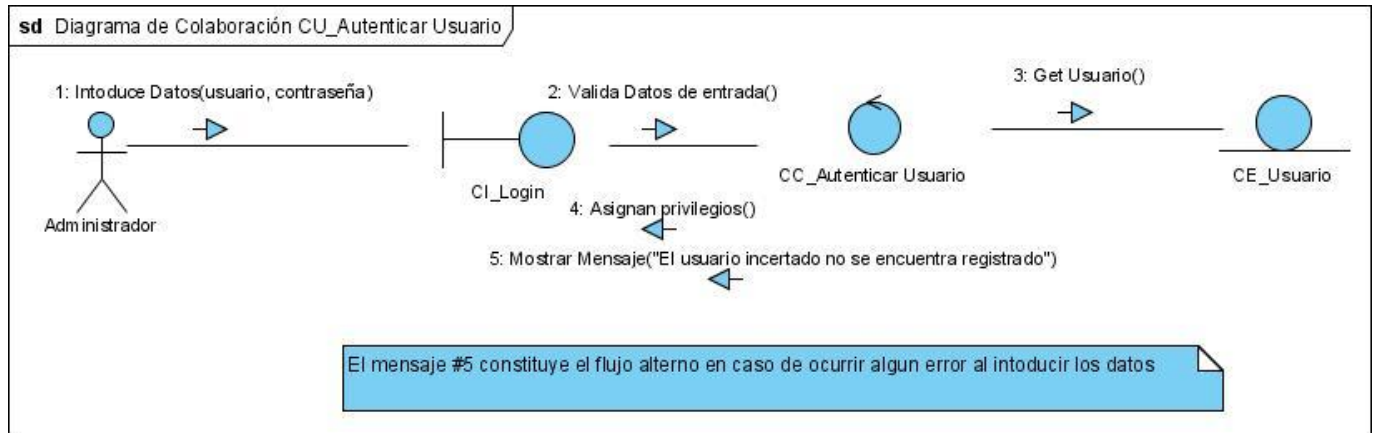 sd Diagrama de Colaboración CU_Autenticar Usuario
1: Intoduce Datos(usuario, contraseña)
2: Valida Datos de entrada()
3: Get Usuario()
CI_Login
CC_Autenticar Usuario
CE_Usuario
Administrador
4: Asignan privilegios()
5: Mostrar Mensaje("El usuario incertado no se encuentra registrado")
El mensaje #5 constituye el flujo alterno en caso de ocurrir algun error al intoducir los datos